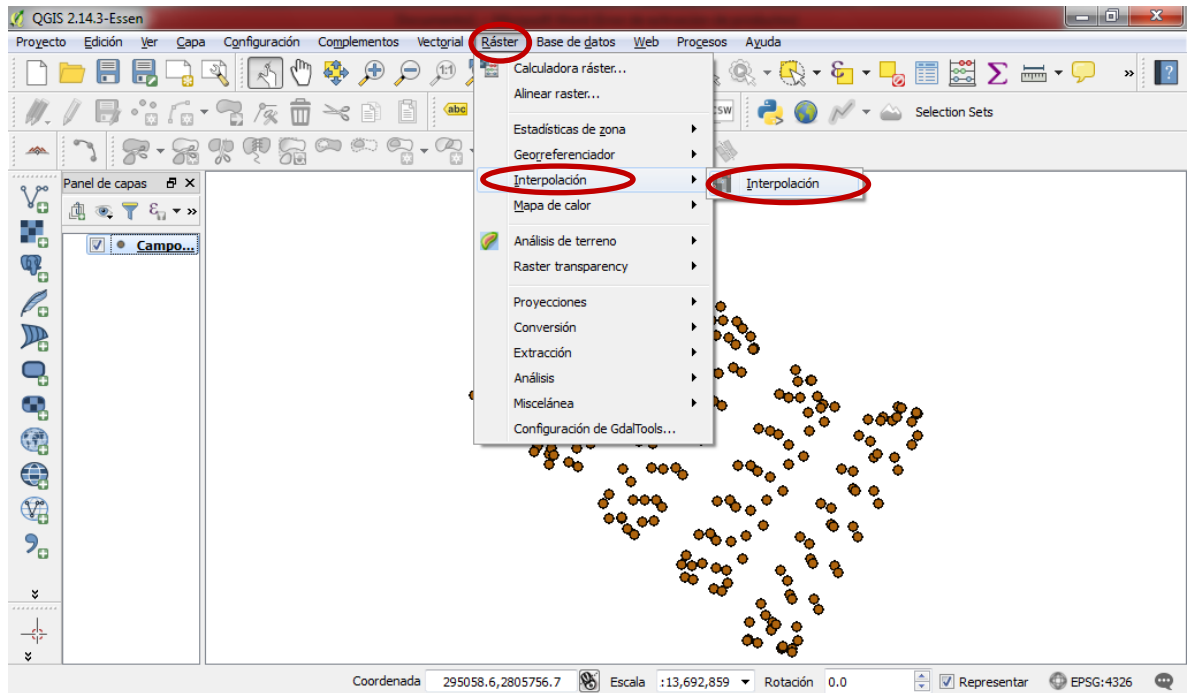 QGIS 2.14.3-Essen
Proyecto Edición Ver Capa Configuración Complementos Vectorial Ráster Base de datos Web Procesos Ayuda
Calculadora ráster...
Alinear raster...
Estadísticas de zona
Georreferenciador
Interpolación
Interpolación
Mapa de calor
Análisis de terreno
Raster transparency
Proyecciones
Conversión
Extracción
Análisis
Miscelánea
Configuración de GdalTools...
abc
CSW
Selection Sets
Panel de capas
Campo...
Coordenada 295058.6,2805756.7 Escala :13,692,859 Rotación 0.0 Representar EPSG:4326